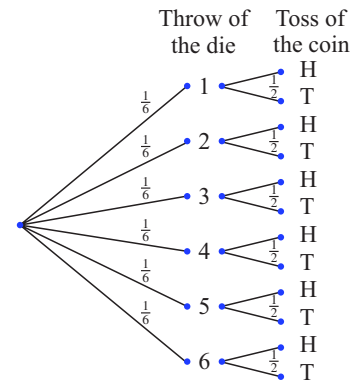 Throw of the die
Toss of the coin
1/6
1
1/2
H
T
1/6
2
1/2
H
T
1/6
3
1/2
H
T
1/6
4
1/2
H
T
1/6
5
1/2
H
T
1/6
6
1/2
H
T